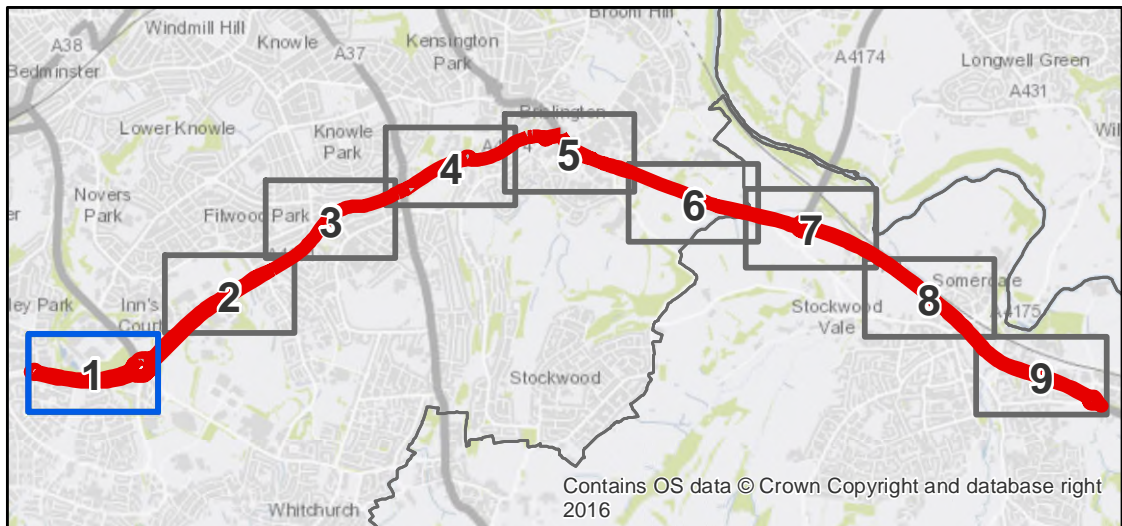 Broom Hill
Windmill Hill
A38
Knowle
A37
Kensington
Park
A4174
Longwell Green
Bedminster
A431
Brislington
Lower Knowle
Knowle
Park
4
5
Novers
Park
6
Filwood Park
3
7
2
Inn's
Court
Somerdale
8
A4175
Stockwood
Vale
1
Stockwood
9
Whitchurch
Contains OS data © Crown Copyright and database right
2016